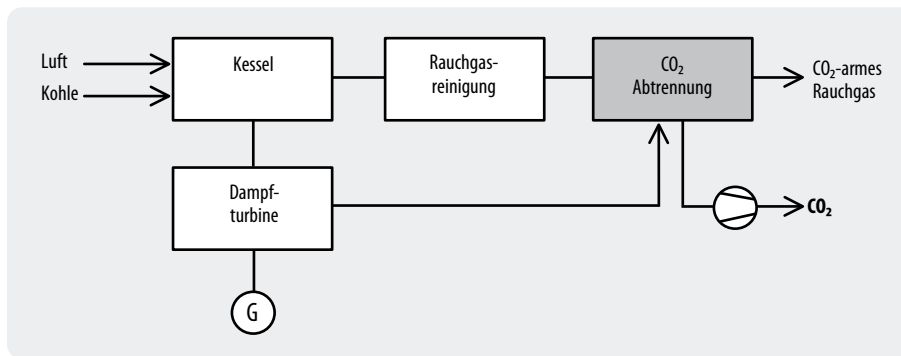 Luft
Kohle
Kessel
Rauchgas-
reinigung
CO₂
Abtrennung
CO₂-armes
Rauchgas
Dampf-
turbine
CO₂
G